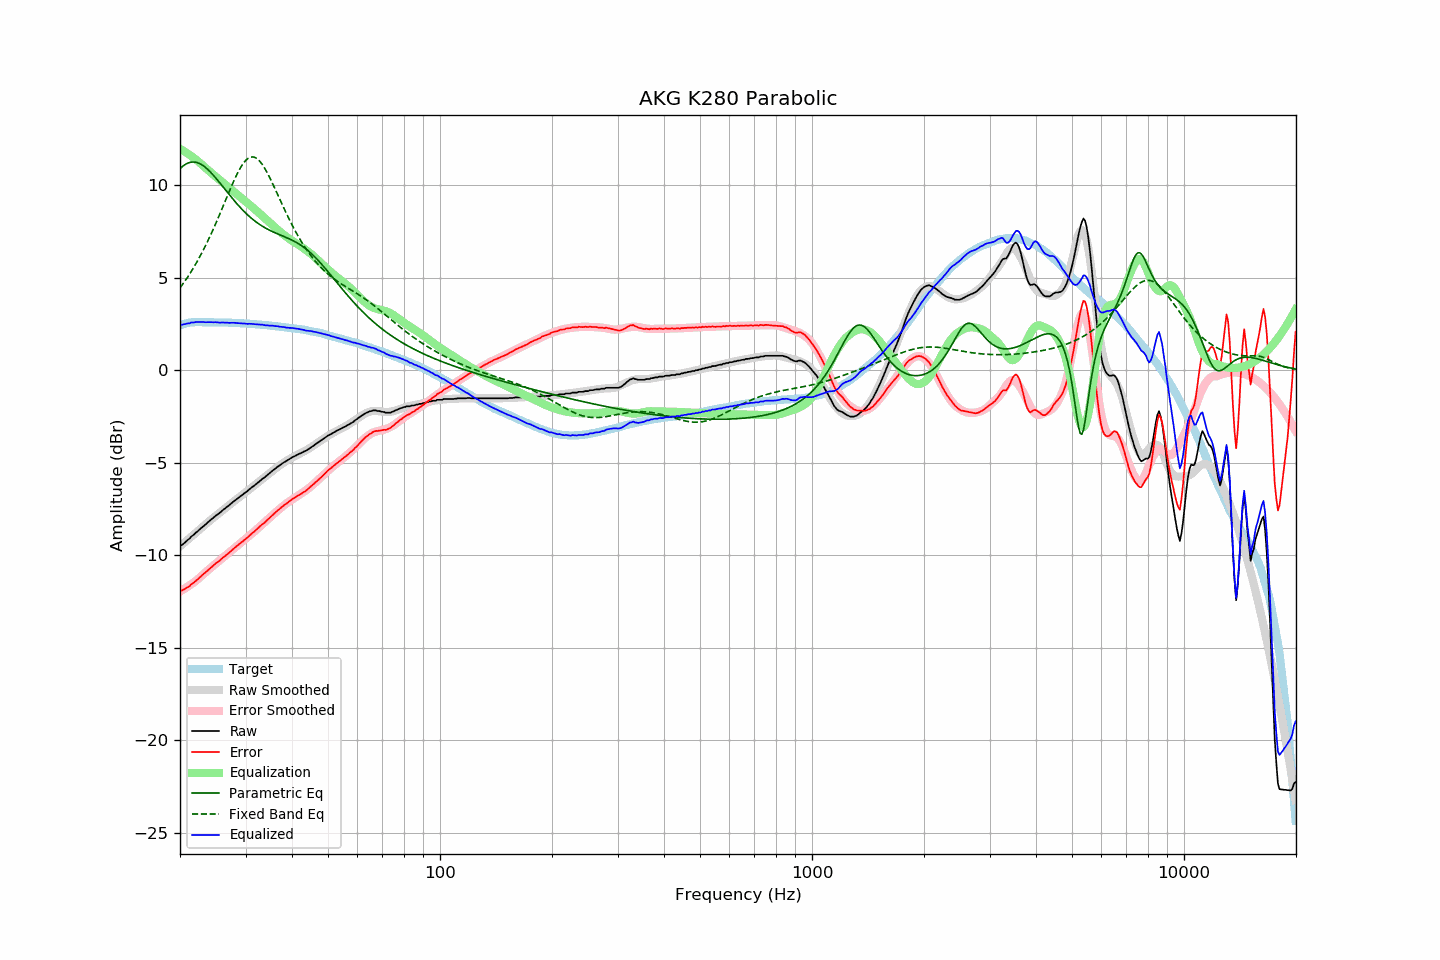 AKG K280 Parabolic
Amplitude (dBr)
10
5
0
−5
−10
−15
−20
−25
Target
Raw Smoothed
Error Smoothed
Raw
Error
Equalization
Parametric Eq
Fixed Band Eq
Equalized
100
1000
10000
Frequency (Hz)